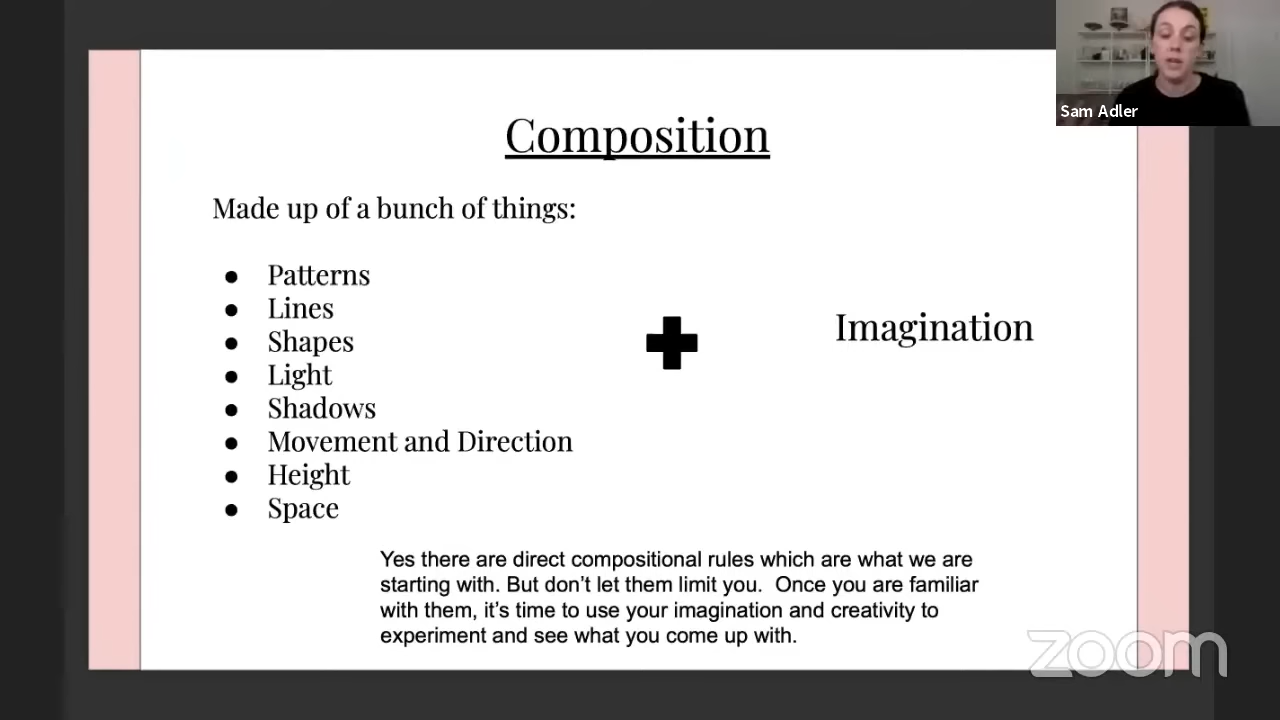 Sam Adler
Composition
Made up of a bunch of things:
● Patterns
● Lines
● Shapes
● Light
● Shadows
● Movement and Direction
● Height
● Space
Imagination
Yes there are direct compositional rules which are what we are
starting with. But don’t let them limit you.  Once you are familiar
with them, it’s time to use your imagination and creativity to
experiment and see what you come up with.
zoom